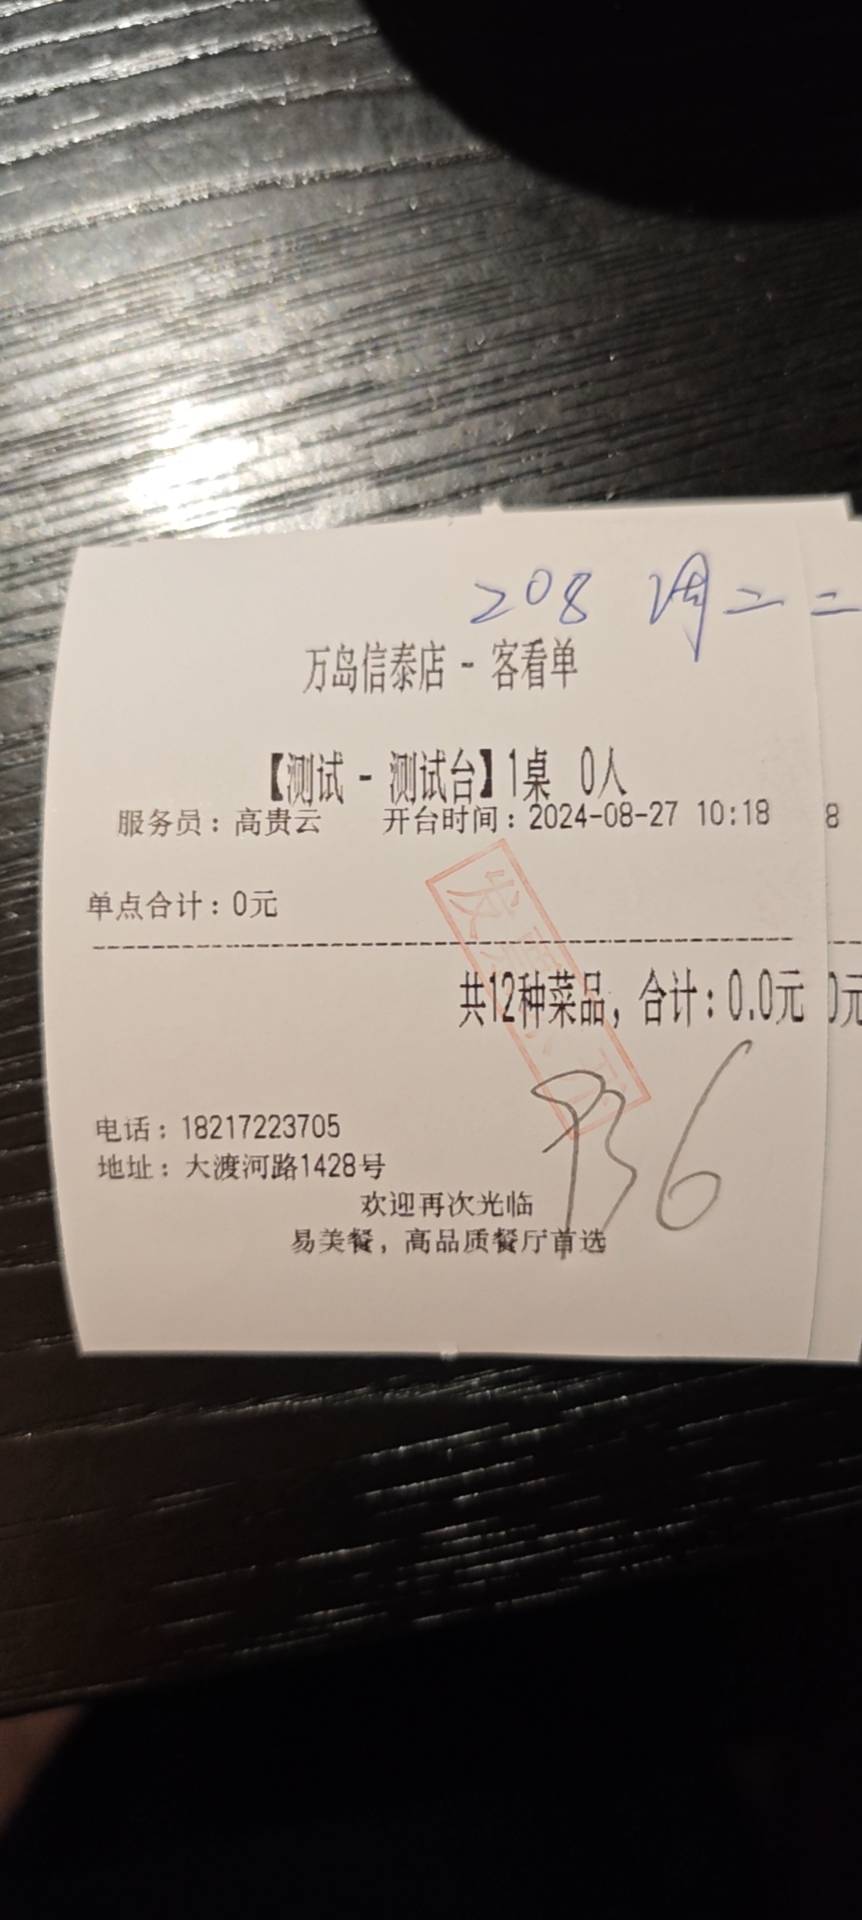 208 周二 二
万岛信泰店 - 客看单
【测试 - 测试台】1桌 0人
服务员：高贵云 开台时间：2024-08-27 10:18 8
单点合计：0元
共12种菜品，合计：0.0元 0元
936
电话：18217223705
地址：大渡河路1428号
欢迎再次光临
易美餐，高品质餐厅首选